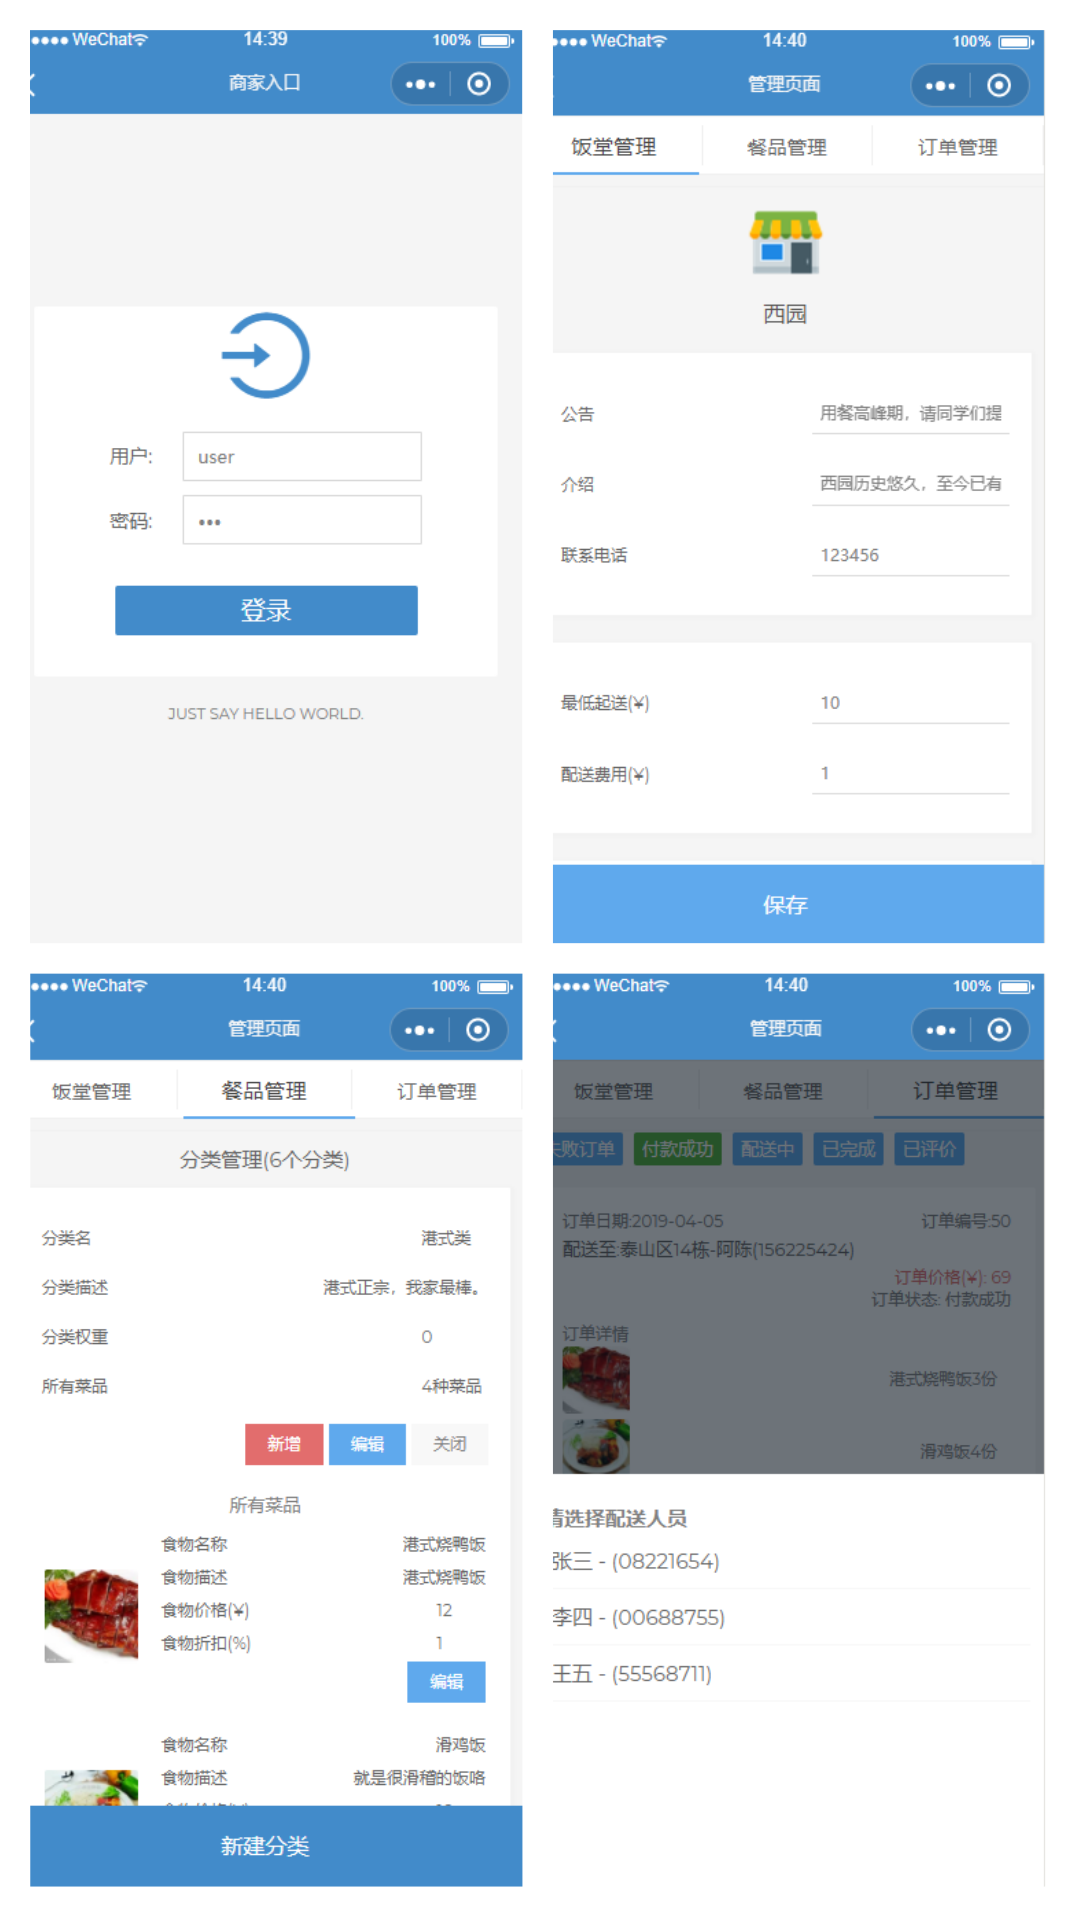 WeChat 14:39 100%
商家入口
用户: user
密码: •••
登录
JUST SAY HELLO WORLD.
WeChat 14:40 100%
管理页面
饭堂管理 餐品管理 订单管理
西园
公告 用餐高峰期，请同学们提
介绍 西园历史悠久，至今已有
联系电话 123456
最低起送(¥) 10
配送费用(¥) 1
保存
WeChat 14:40 100%
管理页面
饭堂管理 餐品管理 订单管理
分类管理(6个分类)
分类名 港式类
分类描述 港式正宗，我家最棒。
分类权重 0
所有菜品 4种菜品
新增 编辑 关闭
所有菜品
食物名称 港式烧鸭饭
食物描述 港式烧鸭饭
食物价格(¥) 12
食物折扣(%) 1
编辑
食物名称 滑鸡饭
食物描述 就是很滑稽的饭咯
新建分类
WeChat 14:40 100%
管理页面
饭堂管理 餐品管理 订单管理
失败订单 付款成功 配送中 已完成 已评价
订单日期:2019-04-05 订单编号:50
配送至:泰山区14栋-阿陈(156225424)
订单价格(¥): 69
订单状态: 付款成功
订单详情
港式烧鸭饭3份
滑鸡饭4份
请选择配送人员
张三 - (08221654)
李四 - (00688755)
王五 - (55568711)